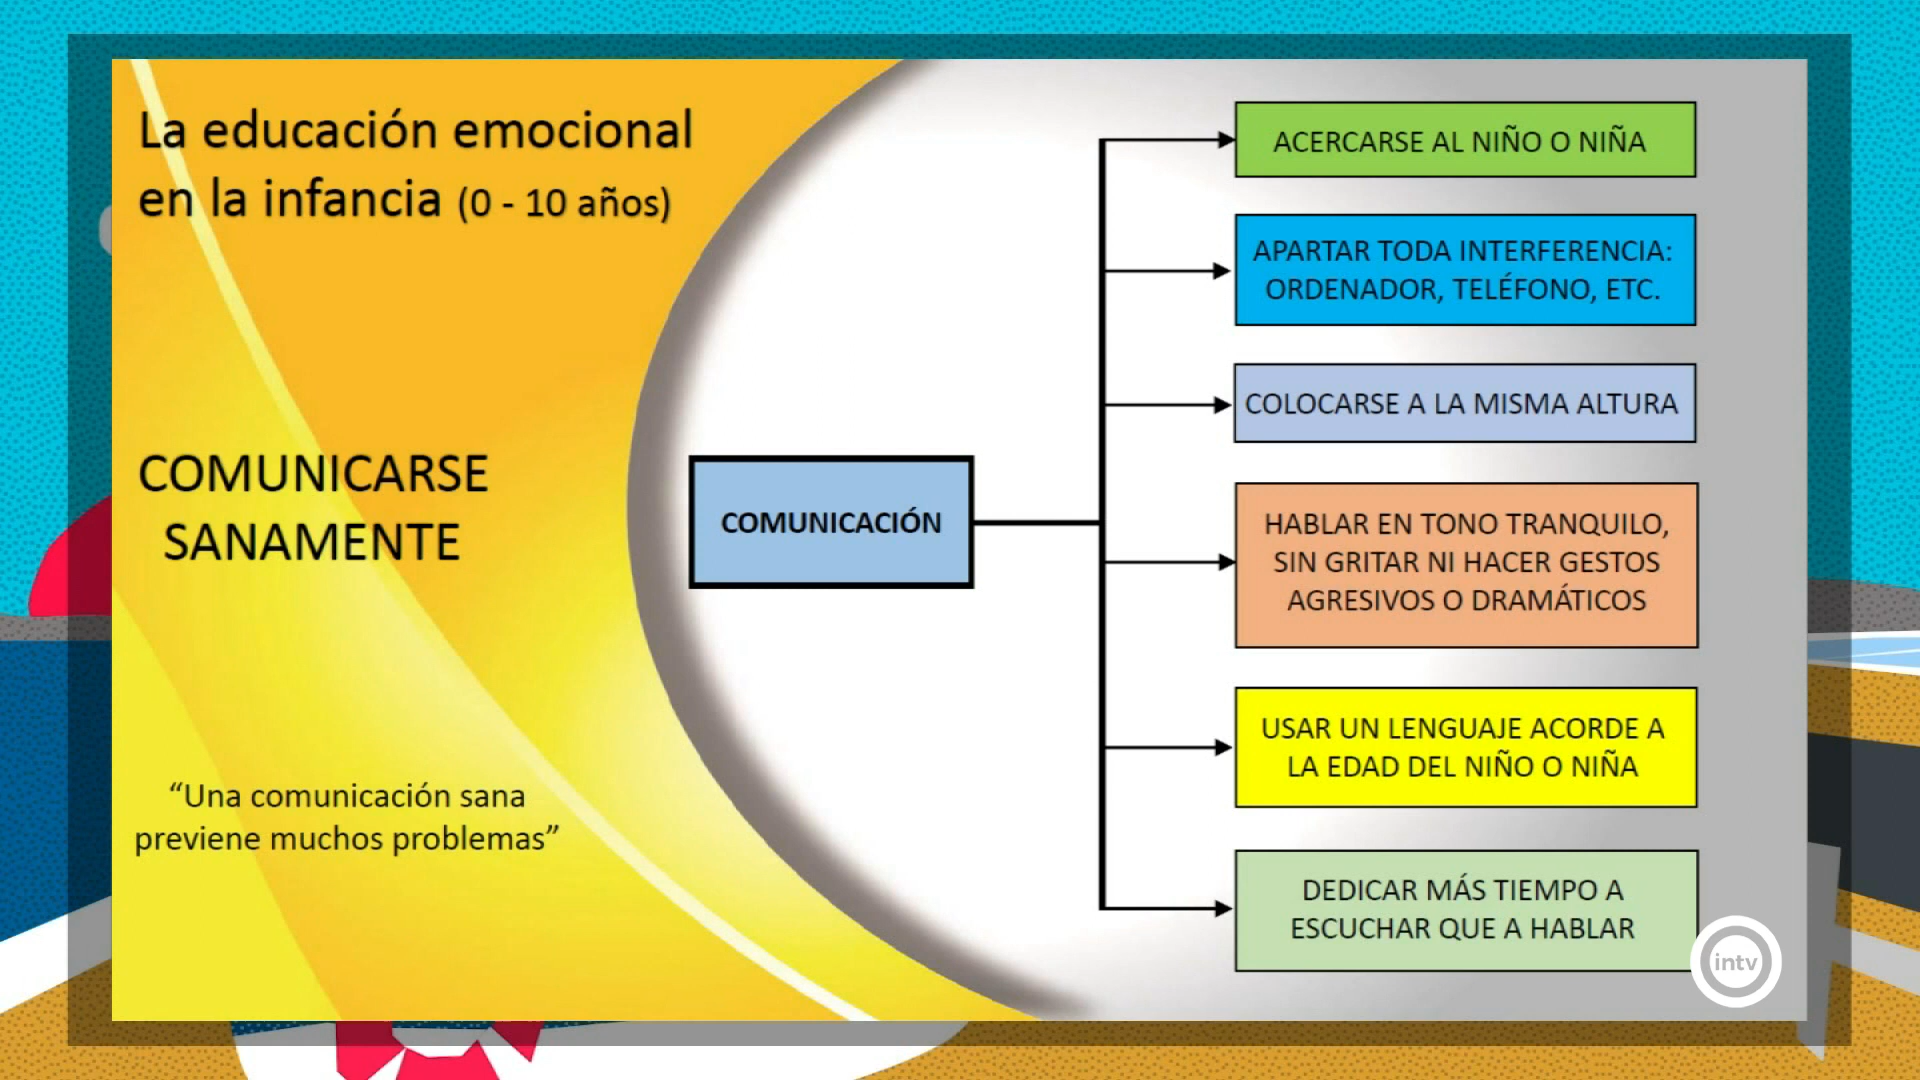 La educación emocional
en la infancia (0 - 10 años)
COMUNICARSE
SANAMENTE
“Una comunicación sana
previene muchos problemas”
COMUNICACIÓN
ACERCARSE AL NIÑO O NIÑA
APARTAR TODA INTERFERENCIA:
ORDENADOR, TELÉFONO, ETC.
COLOCARSE A LA MISMA ALTURA
HABLAR EN TONO TRANQUILO,
SIN GRITAR NI HACER GESTOS
AGRESIVOS O DRAMÁTICOS
USAR UN LENGUAJE ACORDE A
LA EDAD DEL NIÑO O NIÑA
DEDICAR MÁS TIEMPO A
ESCUCHAR QUE A HABLAR
intv